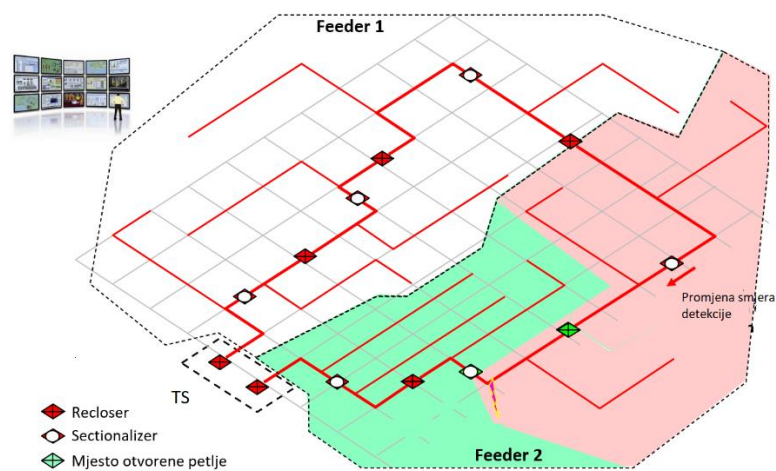 Feeder 1
Promjena smjera
detekcije
TS
Recloser
Sectionalizer
Mjesto otvorene petlje
Feeder 2